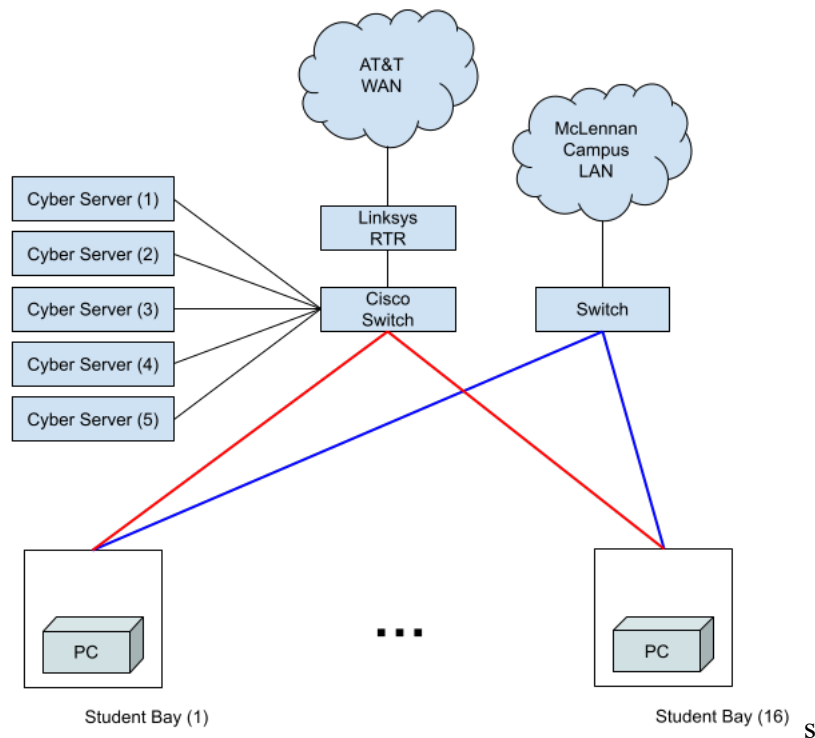 AT&T
WAN
McLennan
Campus
LAN
Cyber Server (1)
Linksys
RTR
Cyber Server (2)
Cyber Server (3)
Cisco
Switch
Switch
Cyber Server (4)
Cyber Server (5)
...
PC
PC
Student Bay (1)
Student Bay (16)
s